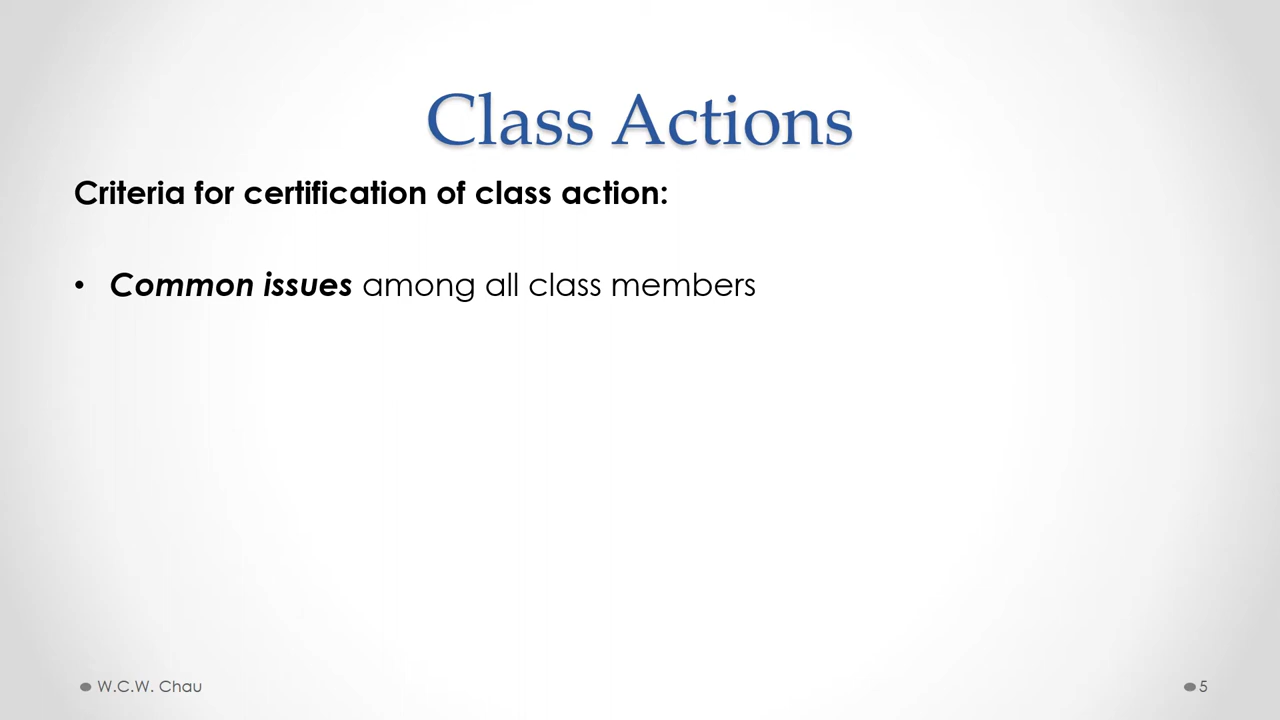 Class Actions
Criteria for certification of class action:
• Common issues among all class members
W.C.W. Chau
5